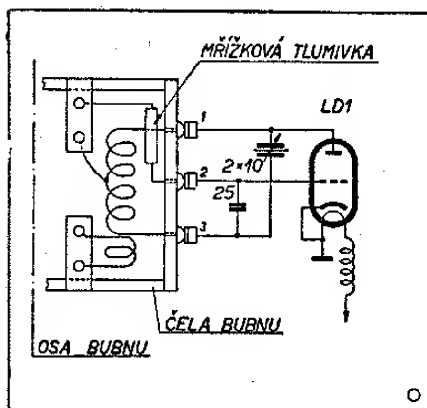 MŘÍŽKOVÁ TLUMIVKA
LD1
1
2×10
2
25
3
ČELA BUBNU
OSA BUBNU